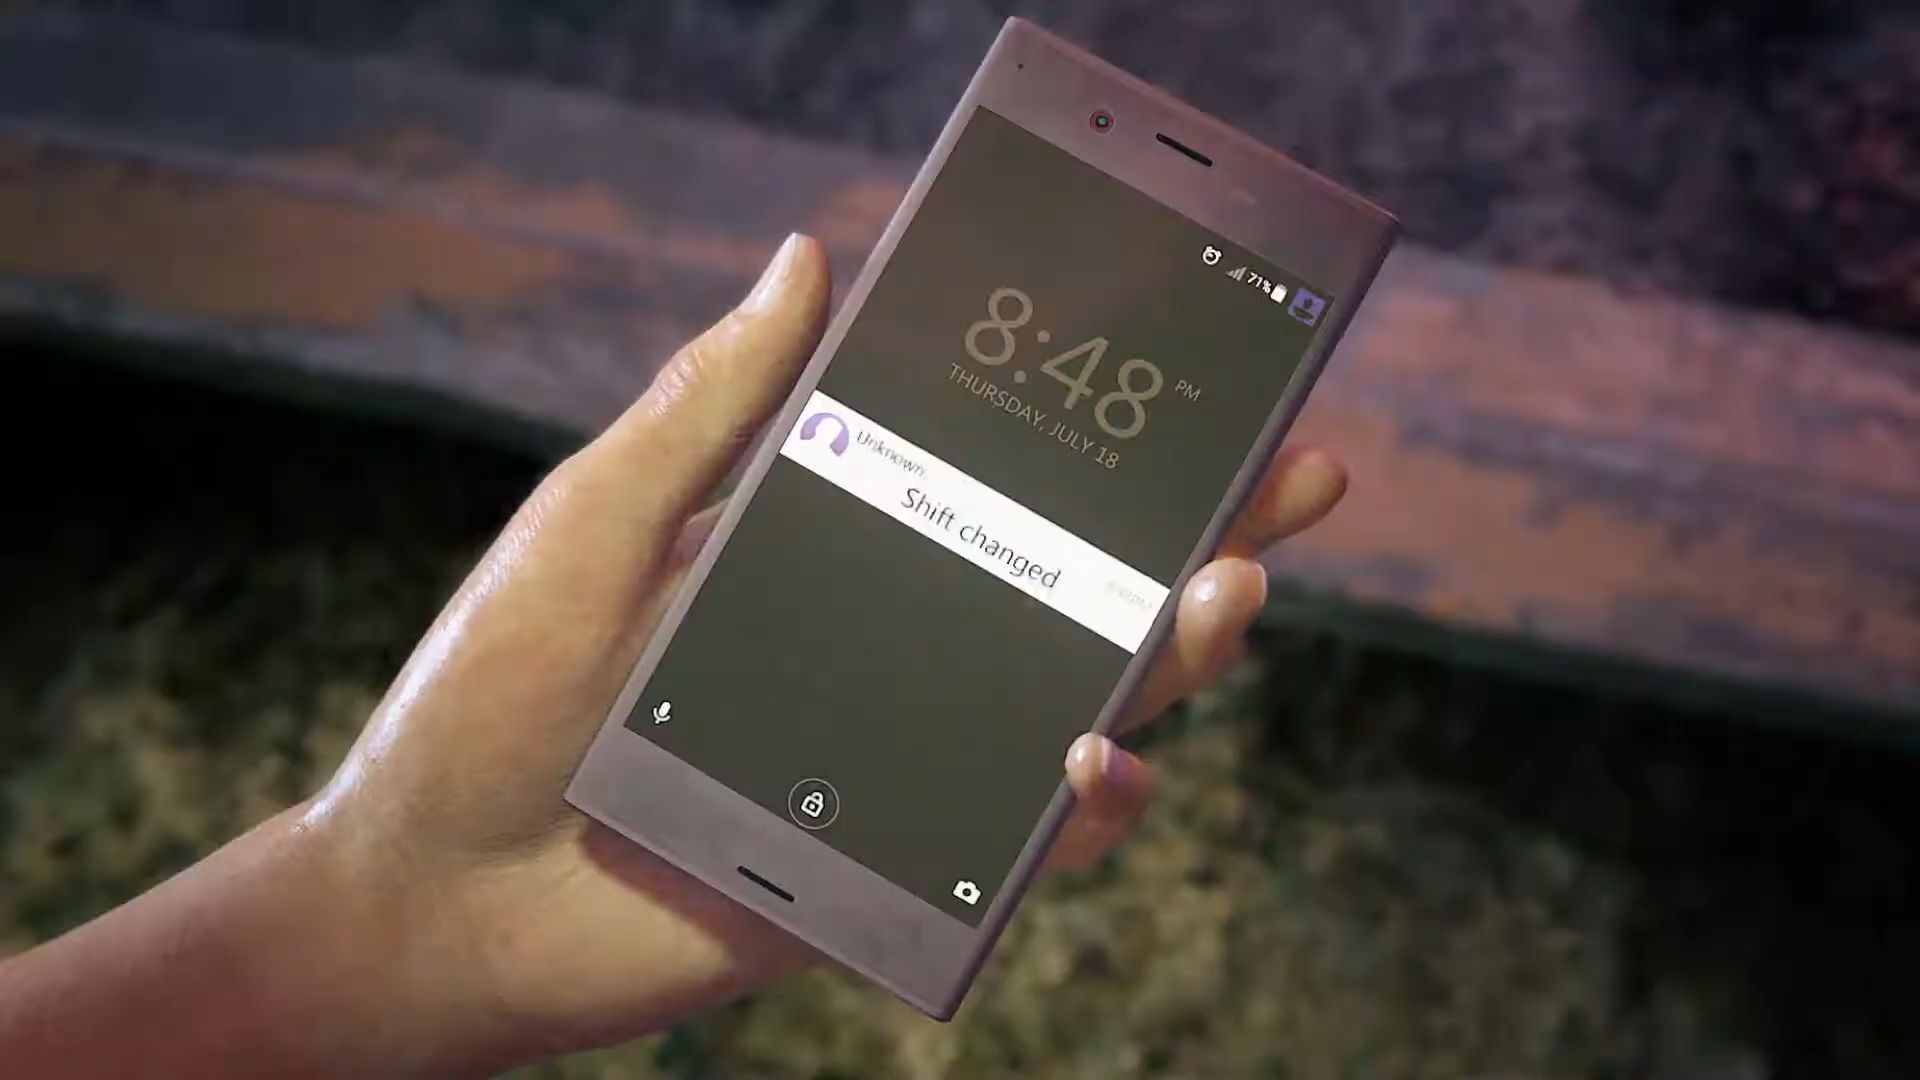 71%
8:48 PM
THURSDAY, JULY 18
Unknown
Shift changed